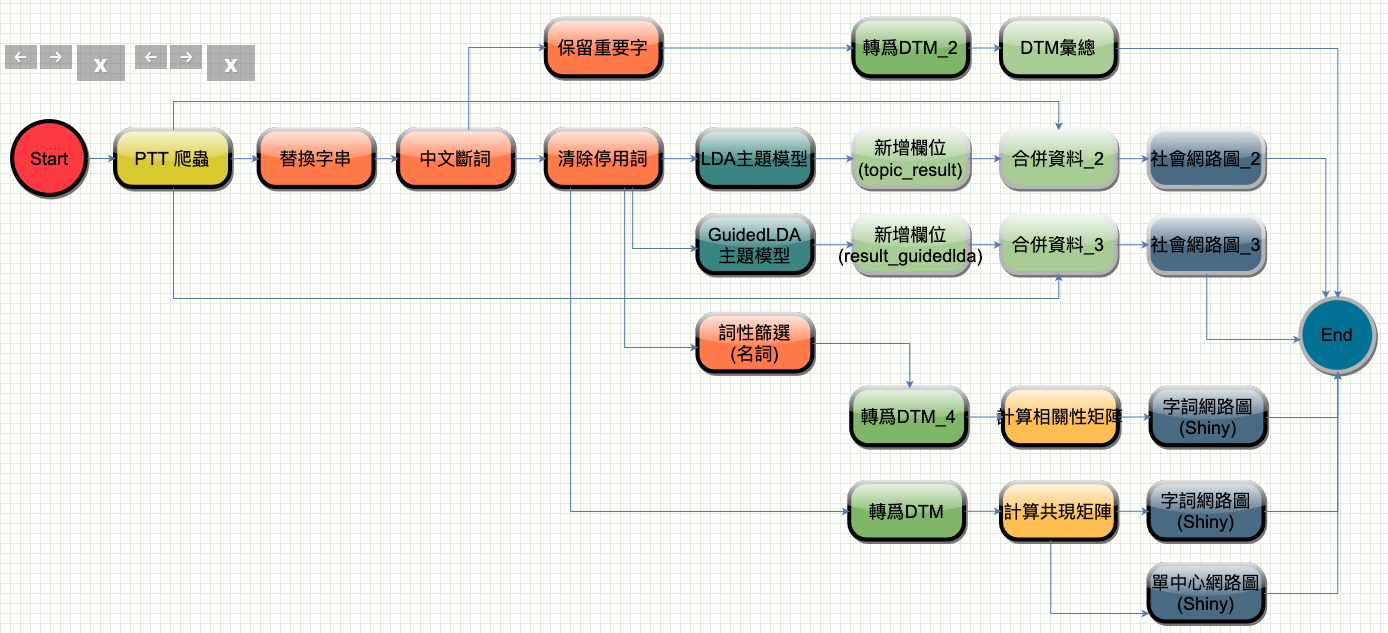 保留重要字
轉爲DTM_2
DTM彙總
← → X ← → X
Start
PTT 爬蟲
替換字串
中文斷詞
清除停用詞
LDA主題模型
新增欄位
(topic_result)
合併資料_2
社會網路圖_2
GuidedLDA
主題模型
新增欄位
(result_guidedlda)
合併資料_3
社會網路圖_3
詞性篩選
(名詞)
End
轉爲DTM_4
計算相關性矩陣
字詞網路圖
(Shiny)
轉爲DTM
計算共現矩陣
字詞網路圖
(Shiny)
單中心網路圖
(Shiny)